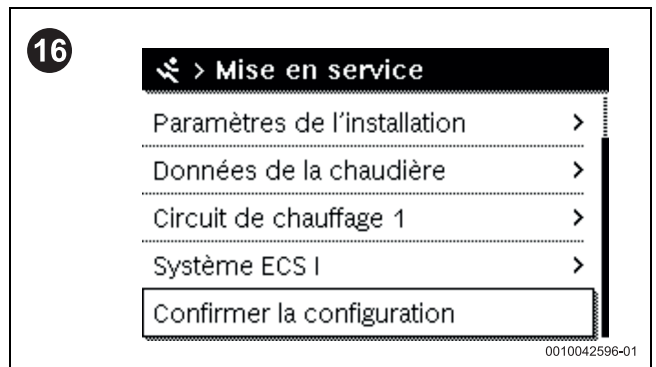 16
> Mise en service
Paramètres de l'installation >
Données de la chaudière >
Circuit de chauffage 1 >
Système ECS I >
Confirmer la configuration
0010042596-01